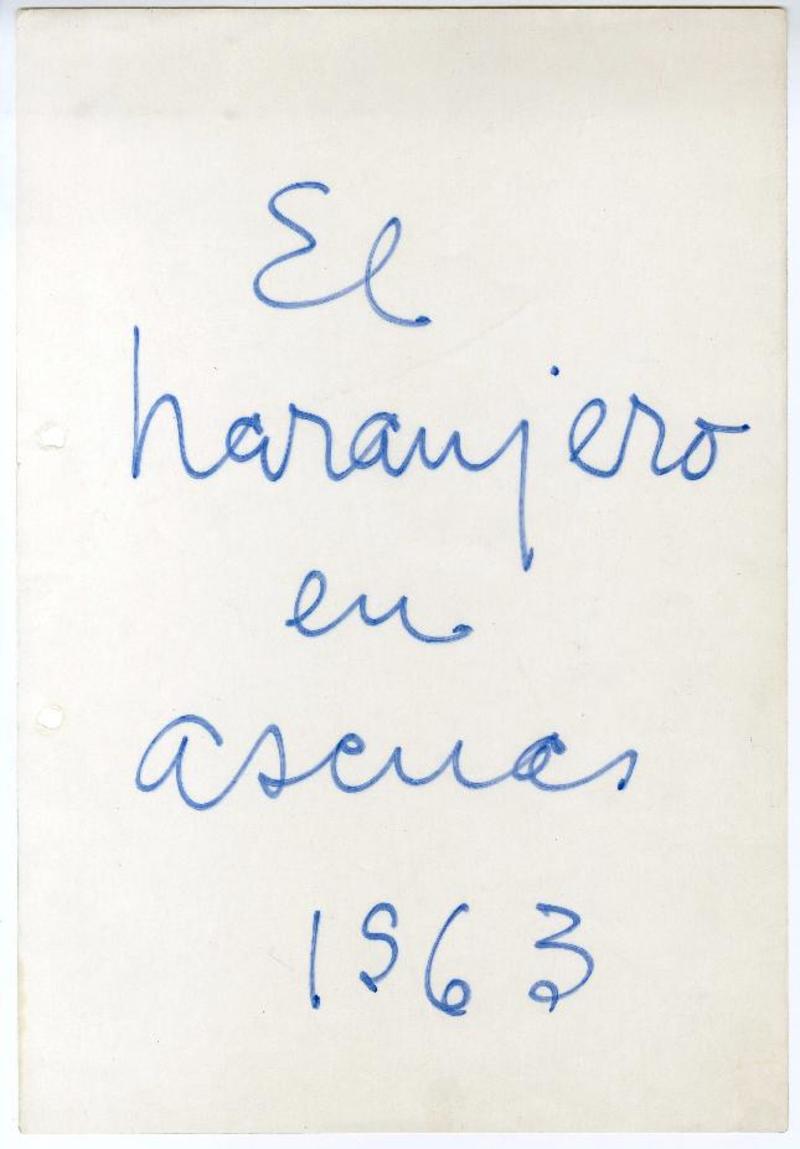 El
naranjero
en
ascuas
1963